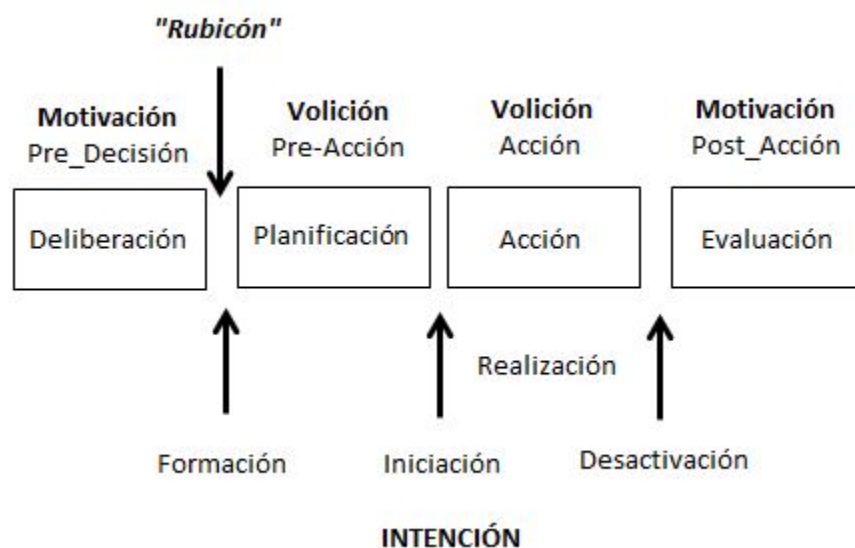 "Rubicón"
Motivación
Pre_Decisión
Volición
Pre-Acción
Volición
Acción
Motivación
Post_Acción
Deliberación
Planificación
Acción
Evaluación
Realización
Formación
Iniciación
Desactivación
INTENCIÓN